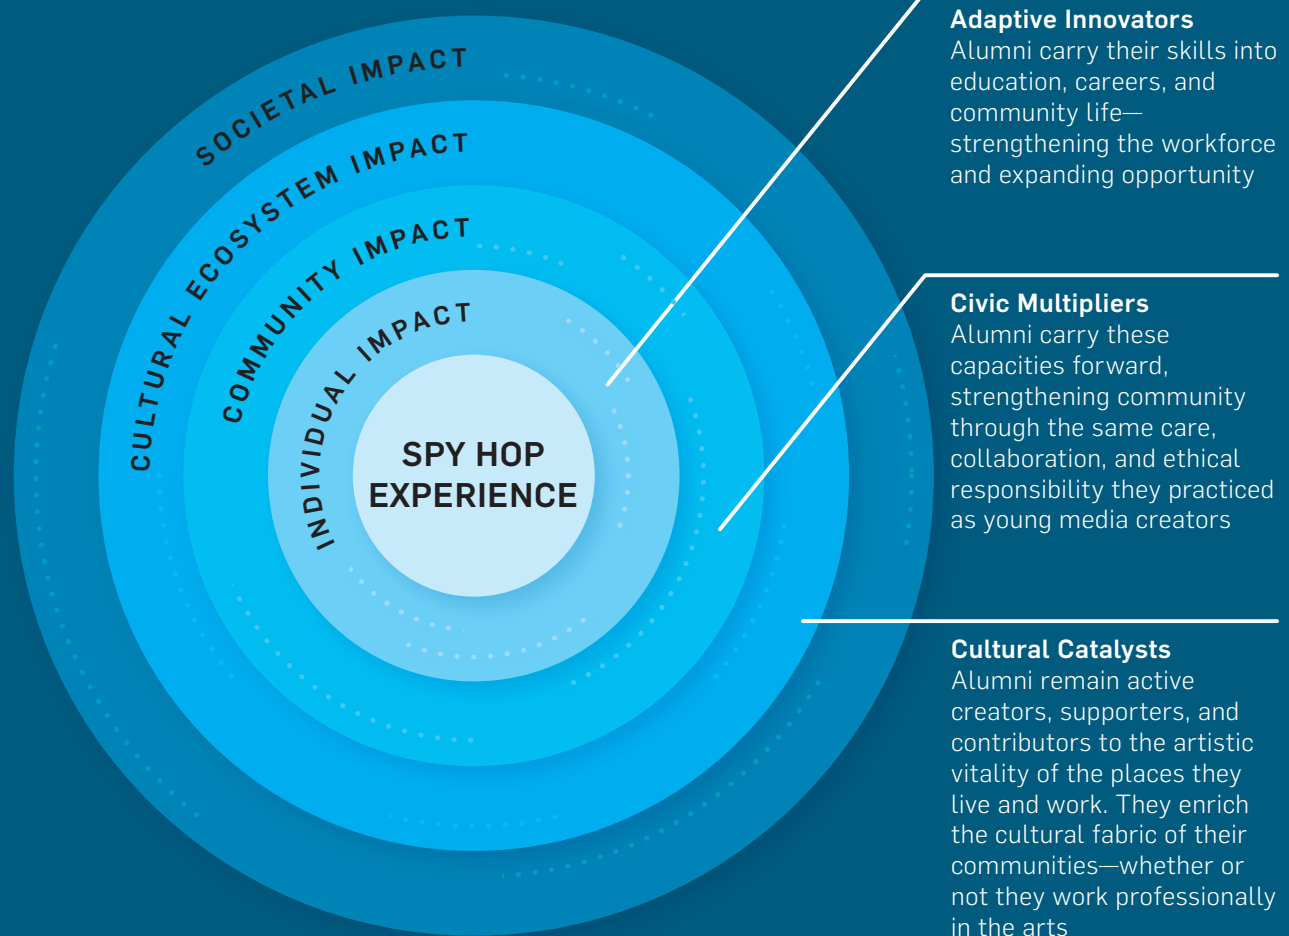 SOCIETAL IMPACT
CULTURAL ECOSYSTEM IMPACT
COMMUNITY IMPACT
INDIVIDUAL IMPACT
SPY HOP
EXPERIENCE
Adaptive Innovators
Alumni carry their skills into
education, careers, and
community life—
strengthening the workforce
and expanding opportunity
Civic Multipliers
Alumni carry these
capacities forward,
strengthening community
through the same care,
collaboration, and ethical
responsibility they practiced
as young media creators
Cultural Catalysts
Alumni remain active
creators, supporters, and
contributors to the artistic
vitality of the places they
live and work. They enrich
the cultural fabric of their
communities—whether or
not they work professionally
in the arts